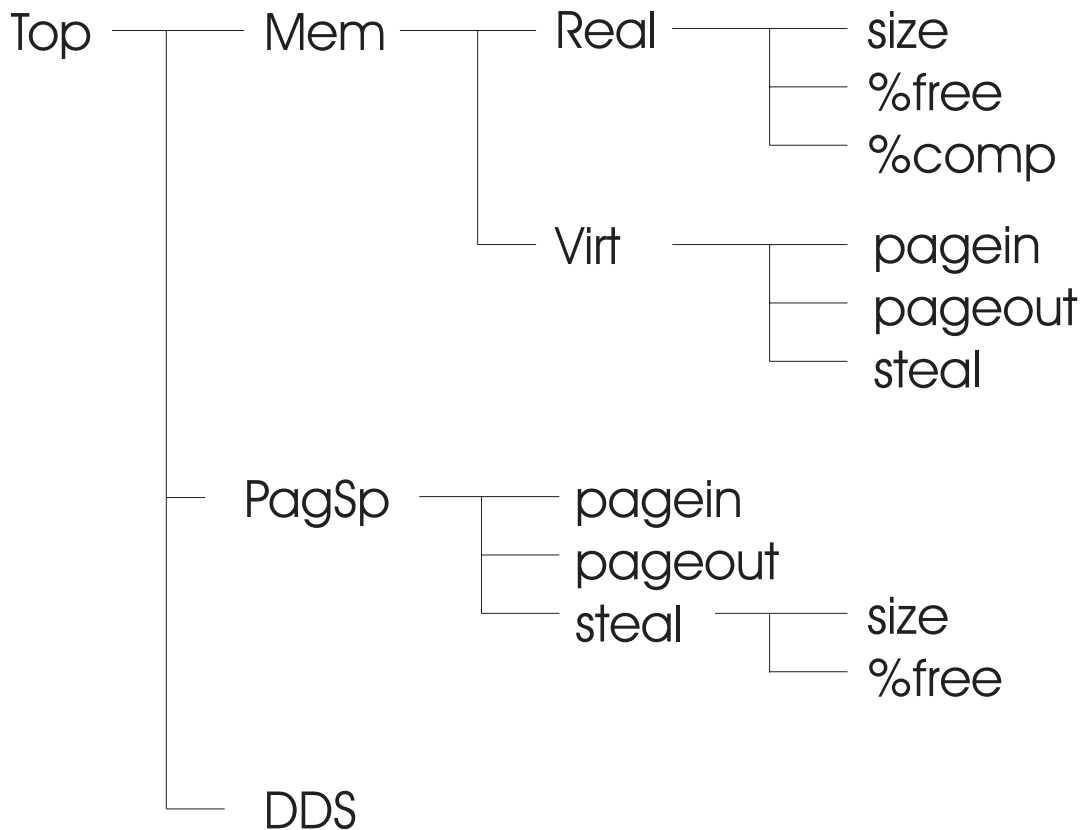 Top Mem Real size
%free
%comp
Virt pagein
pageout
steal
PagSp pagein
pageout
steal size
%free
DDS